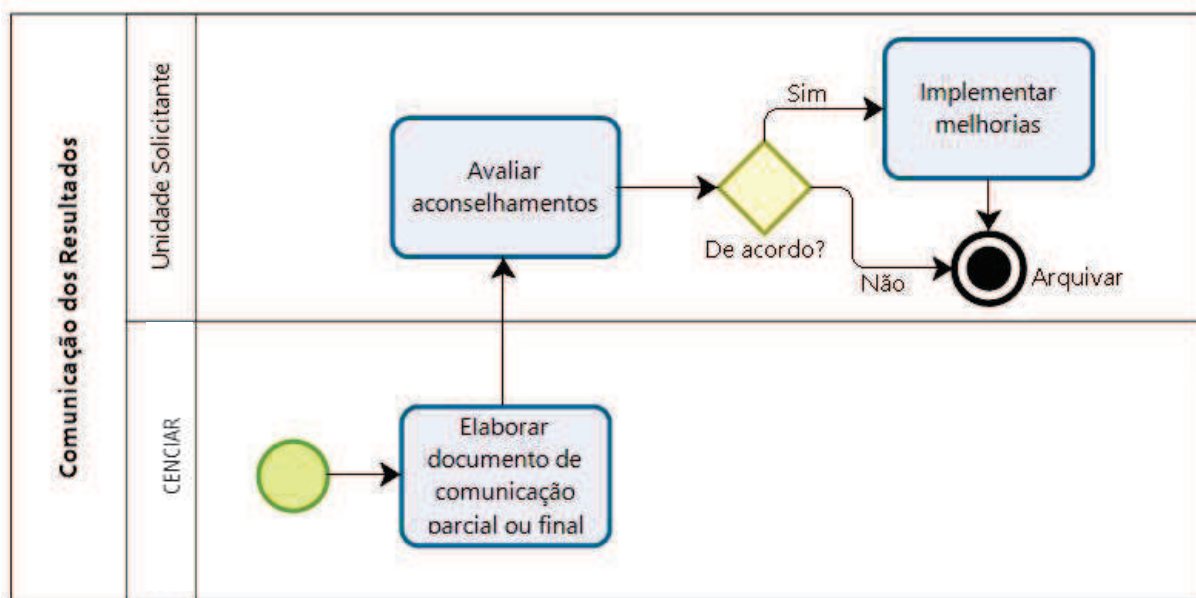 Comunicação dos Resultados
Unidade Solicitante
Avaliar
aconselhamentos
De acordo?
Sim
Não
Implementar
melhorias
Arquivar
CENCIAR
Elaborar
documento de
comunicação
parcial ou final